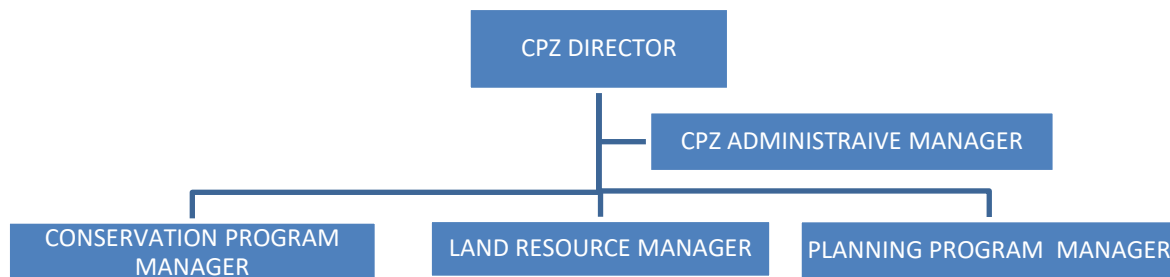 CPZ DIRECTOR
CPZ ADMINISTRAIVE MANAGER
CONSERVATION PROGRAM
MANAGER
LAND RESOURCE MANAGER
PLANNING PROGRAM  MANAGER